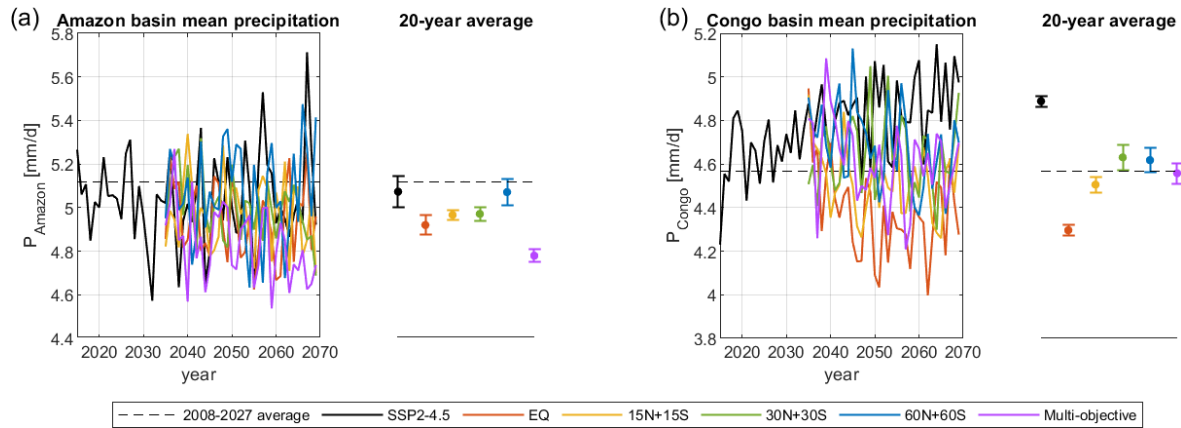 (a)
Amazon basin mean precipitation
20-year average
P Amazon [mm/d]
5.8
5.6
5.4
5.2
5
4.8
4.6
4.4
2020 2030 2040 2050 2060 2070
year
(b)
Congo basin mean precipitation
20-year average
P Congo [mm/d]
5.2
5
4.8
4.6
4.4
4.2
4
3.8
2020 2030 2040 2050 2060 2070
year
2008-2027 average SSP2-4.5 EQ 15N+15S 30N+30S 60N+60S Multi-objective